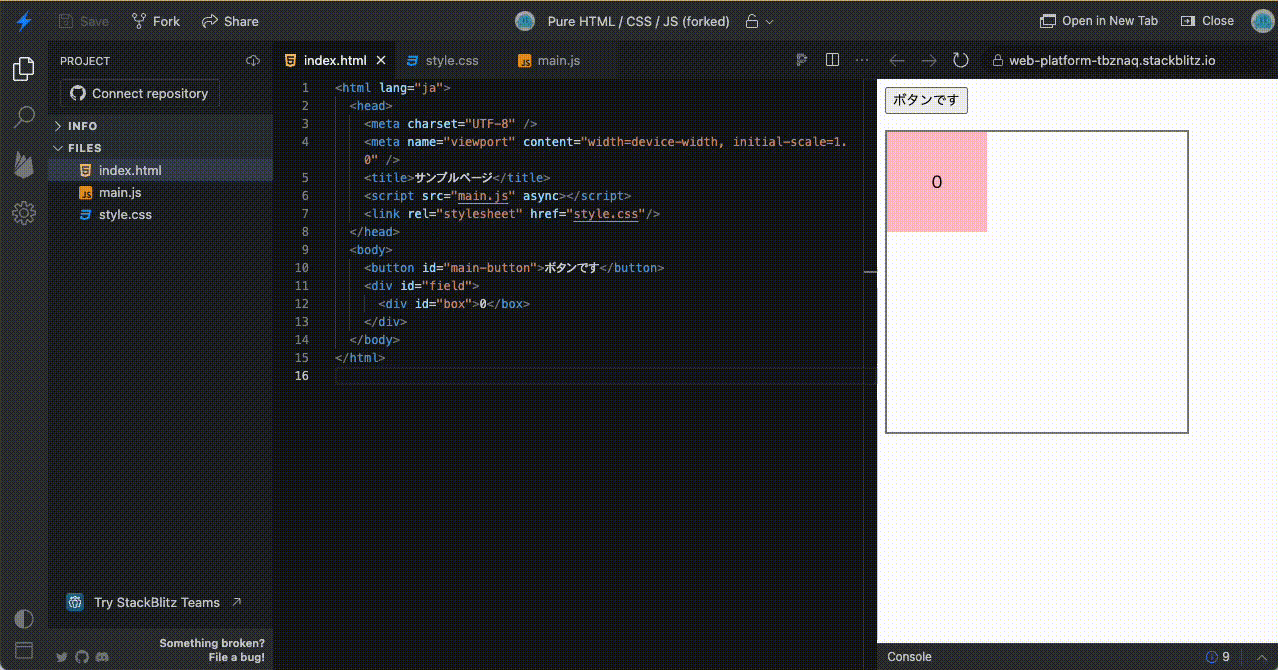 Save Fork Share Pure HTML / CSS / JS (forked) Open in New Tab Close
PROJECT
Connect repository
INFO
FILES
index.html
main.js
style.css
Try StackBlitz Teams
Something broken?
File a bug!
index.html style.css main.js
1 <html lang="ja">
2 <head>
3 <meta charset="UTF-8" />
4 <meta name="viewport" content="width=device-width, initial-scale=1.
0" />
5 <title>サンプルページ</title>
6 <script src="main.js" async></script>
7 <link rel="stylesheet" href="style.css"/>
8 </head>
9 <body>
10 <button id="main-button">ボタンです</button>
11 <div id="field">
12 <div id="box">0</box>
13 </div>
14 </body>
15 </html>
16
web-platform-tbznaq.stackblitz.io
ボタンです
0
Console 9